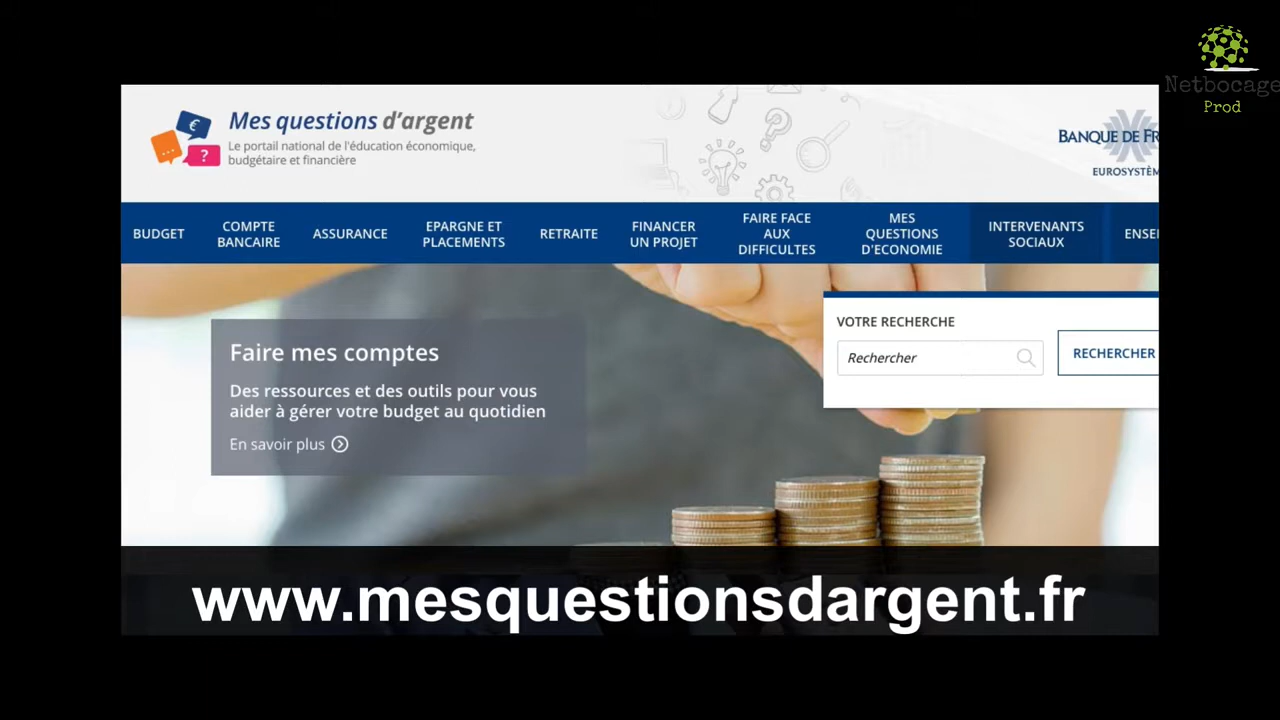 Netbocage
Prod
Mes questions d'argent
Le portail national de l'éducation économique,
budgétaire et financière
€
...
?
BANQUE DE FR
EUROSYSTÈM
BUDGET
COMPTE
BANCAIRE
ASSURANCE
EPARGNE ET
PLACEMENTS
RETRAITE
FINANCER
UN PROJET
FAIRE FACE
AUX
DIFFICULTES
MES
QUESTIONS
D'ECONOMIE
INTERVENANTS
SOCIAUX
ENSEI
Faire mes comptes
Des ressources et des outils pour vous
aider à gérer votre budget au quotidien
En savoir plus
VOTRE RECHERCHE
Rechercher
RECHERCHER
www.mesquestionsdargent.fr